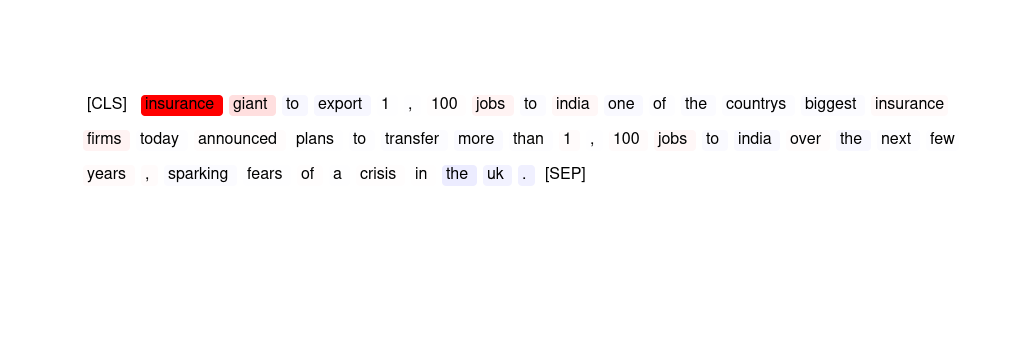 [CLS] insurance giant to export 1 , 100 jobs to india one of the countrys biggest insurance
firms today announced plans to transfer more than 1 , 100 jobs to india over the next few
years , sparking fears of a crisis in the uk . [SEP]